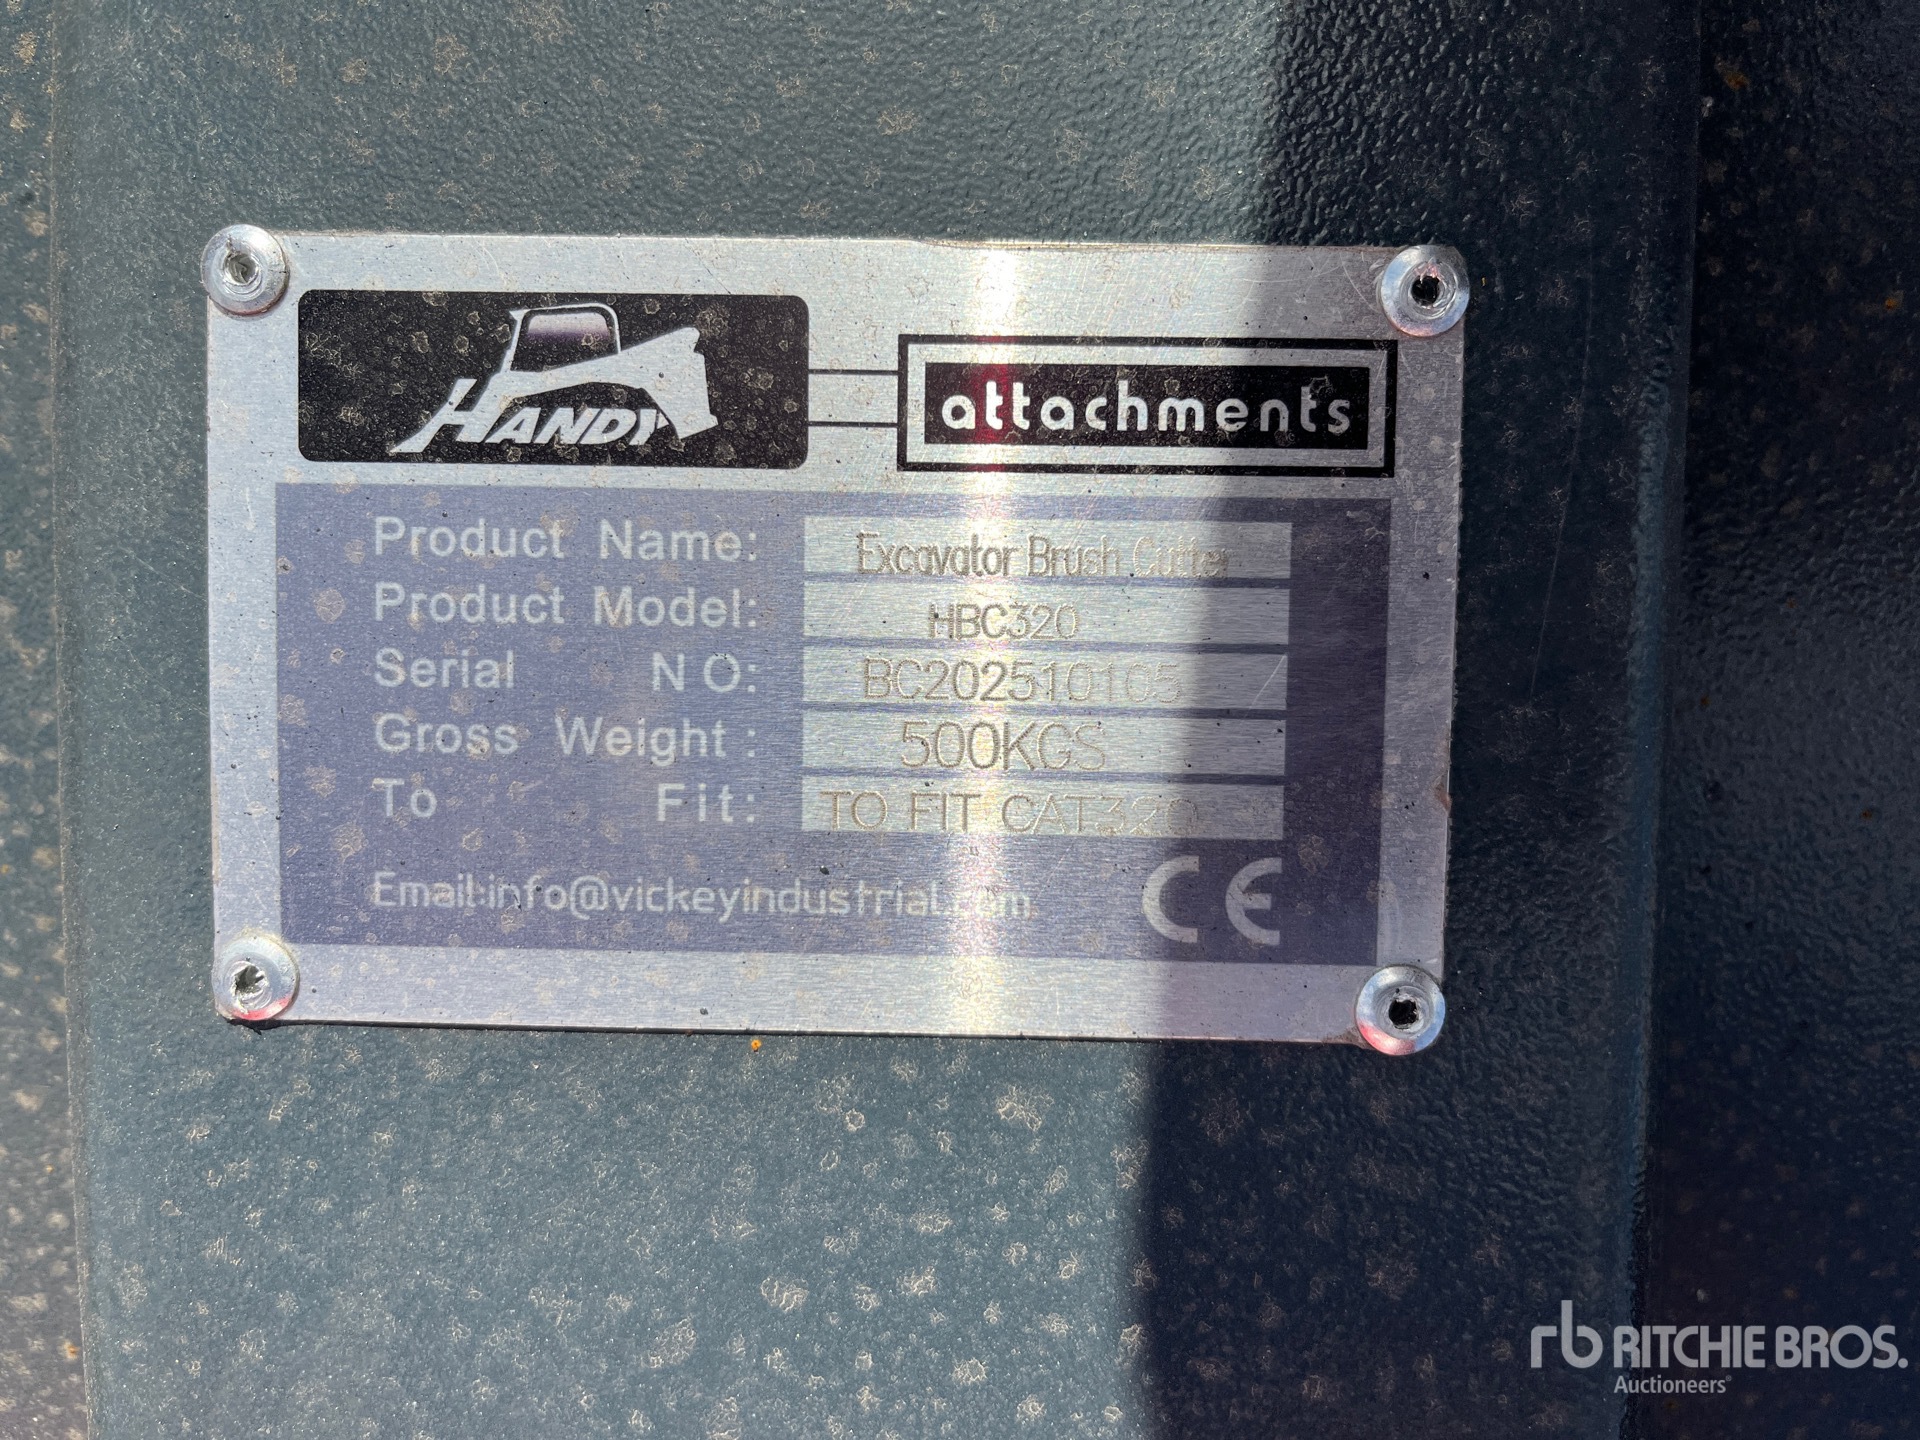 HANDY attachments
Product Name: Excavator Brush Cutter
Product Model: HBC320
Serial NO: BC202510105
Gross Weight: 500KGS
To Fit: TO FIT CAT320
Email:info@vickeyindustrial.com
CE
rb RITCHIE BROS.
Auctioneers